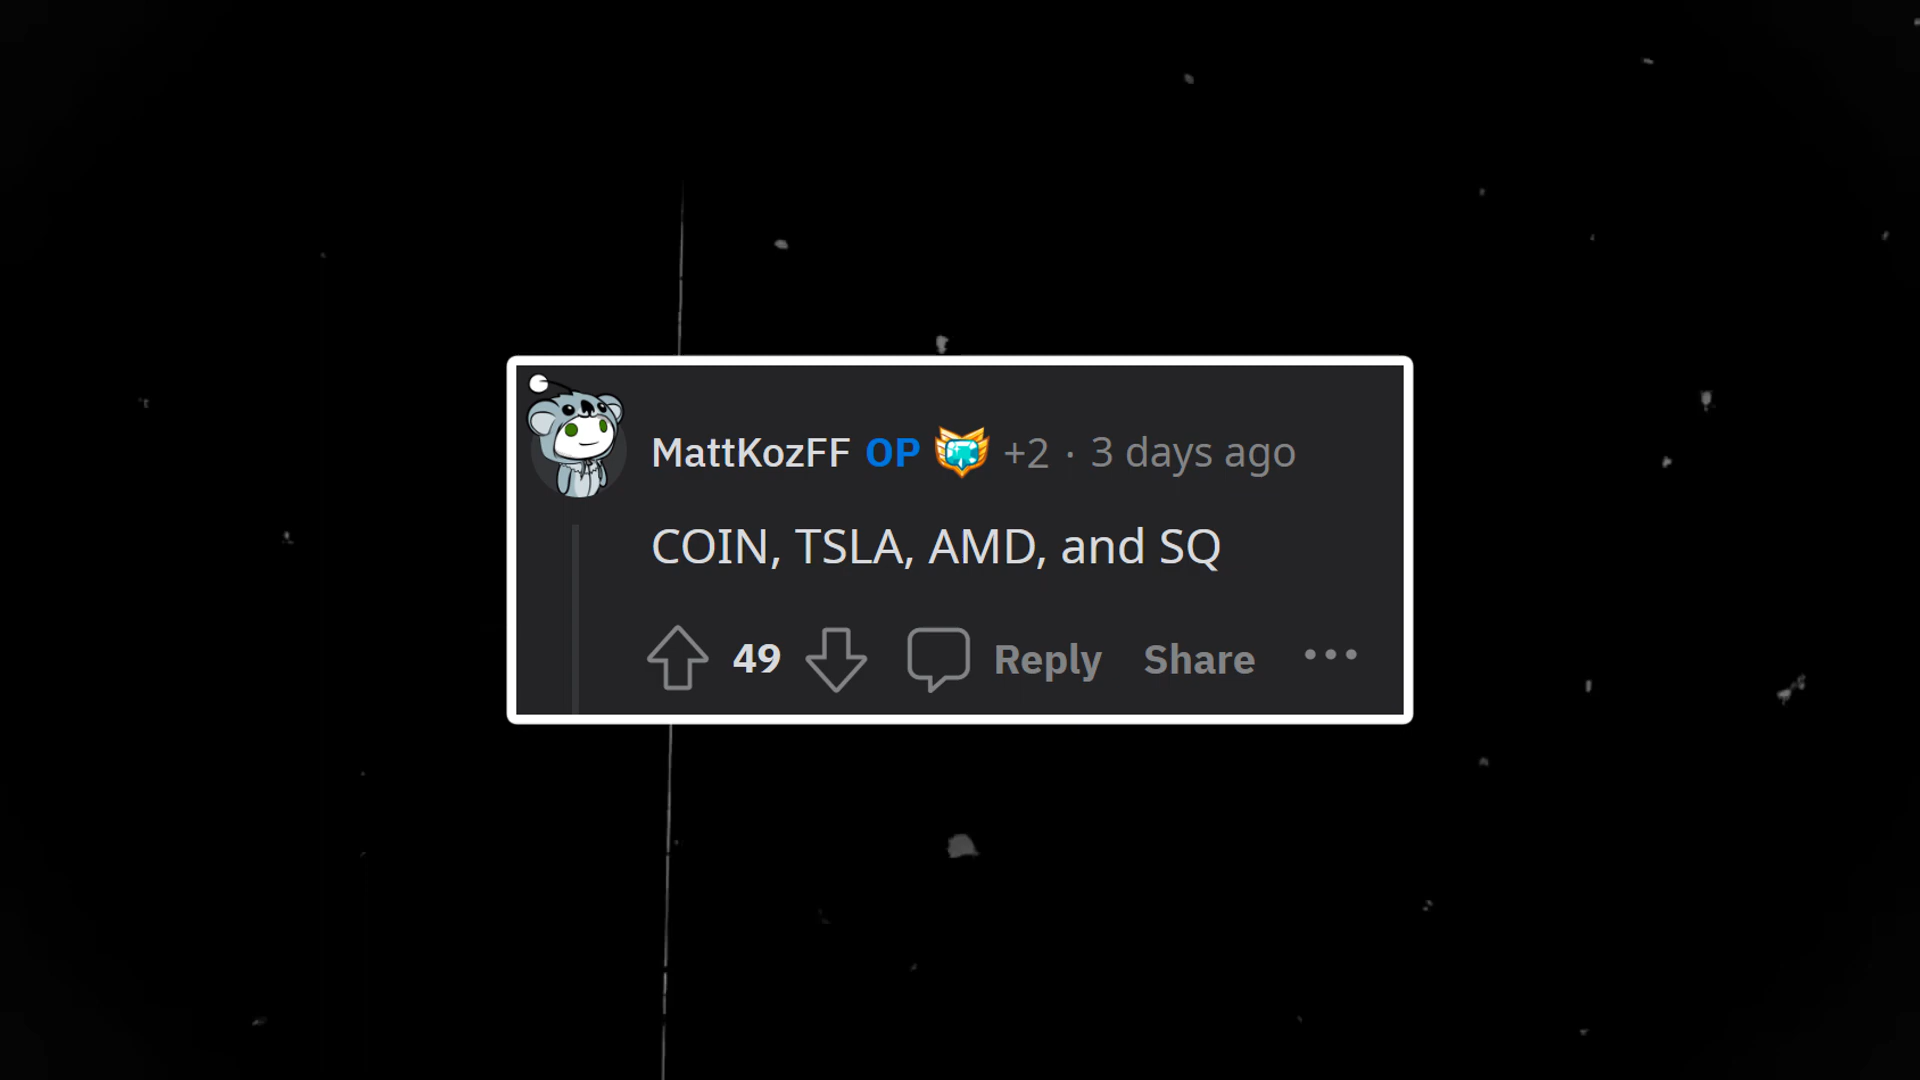 MattKozFF OP +2 · 3 days ago
COIN, TSLA, AMD, and SQ
49 Reply Share